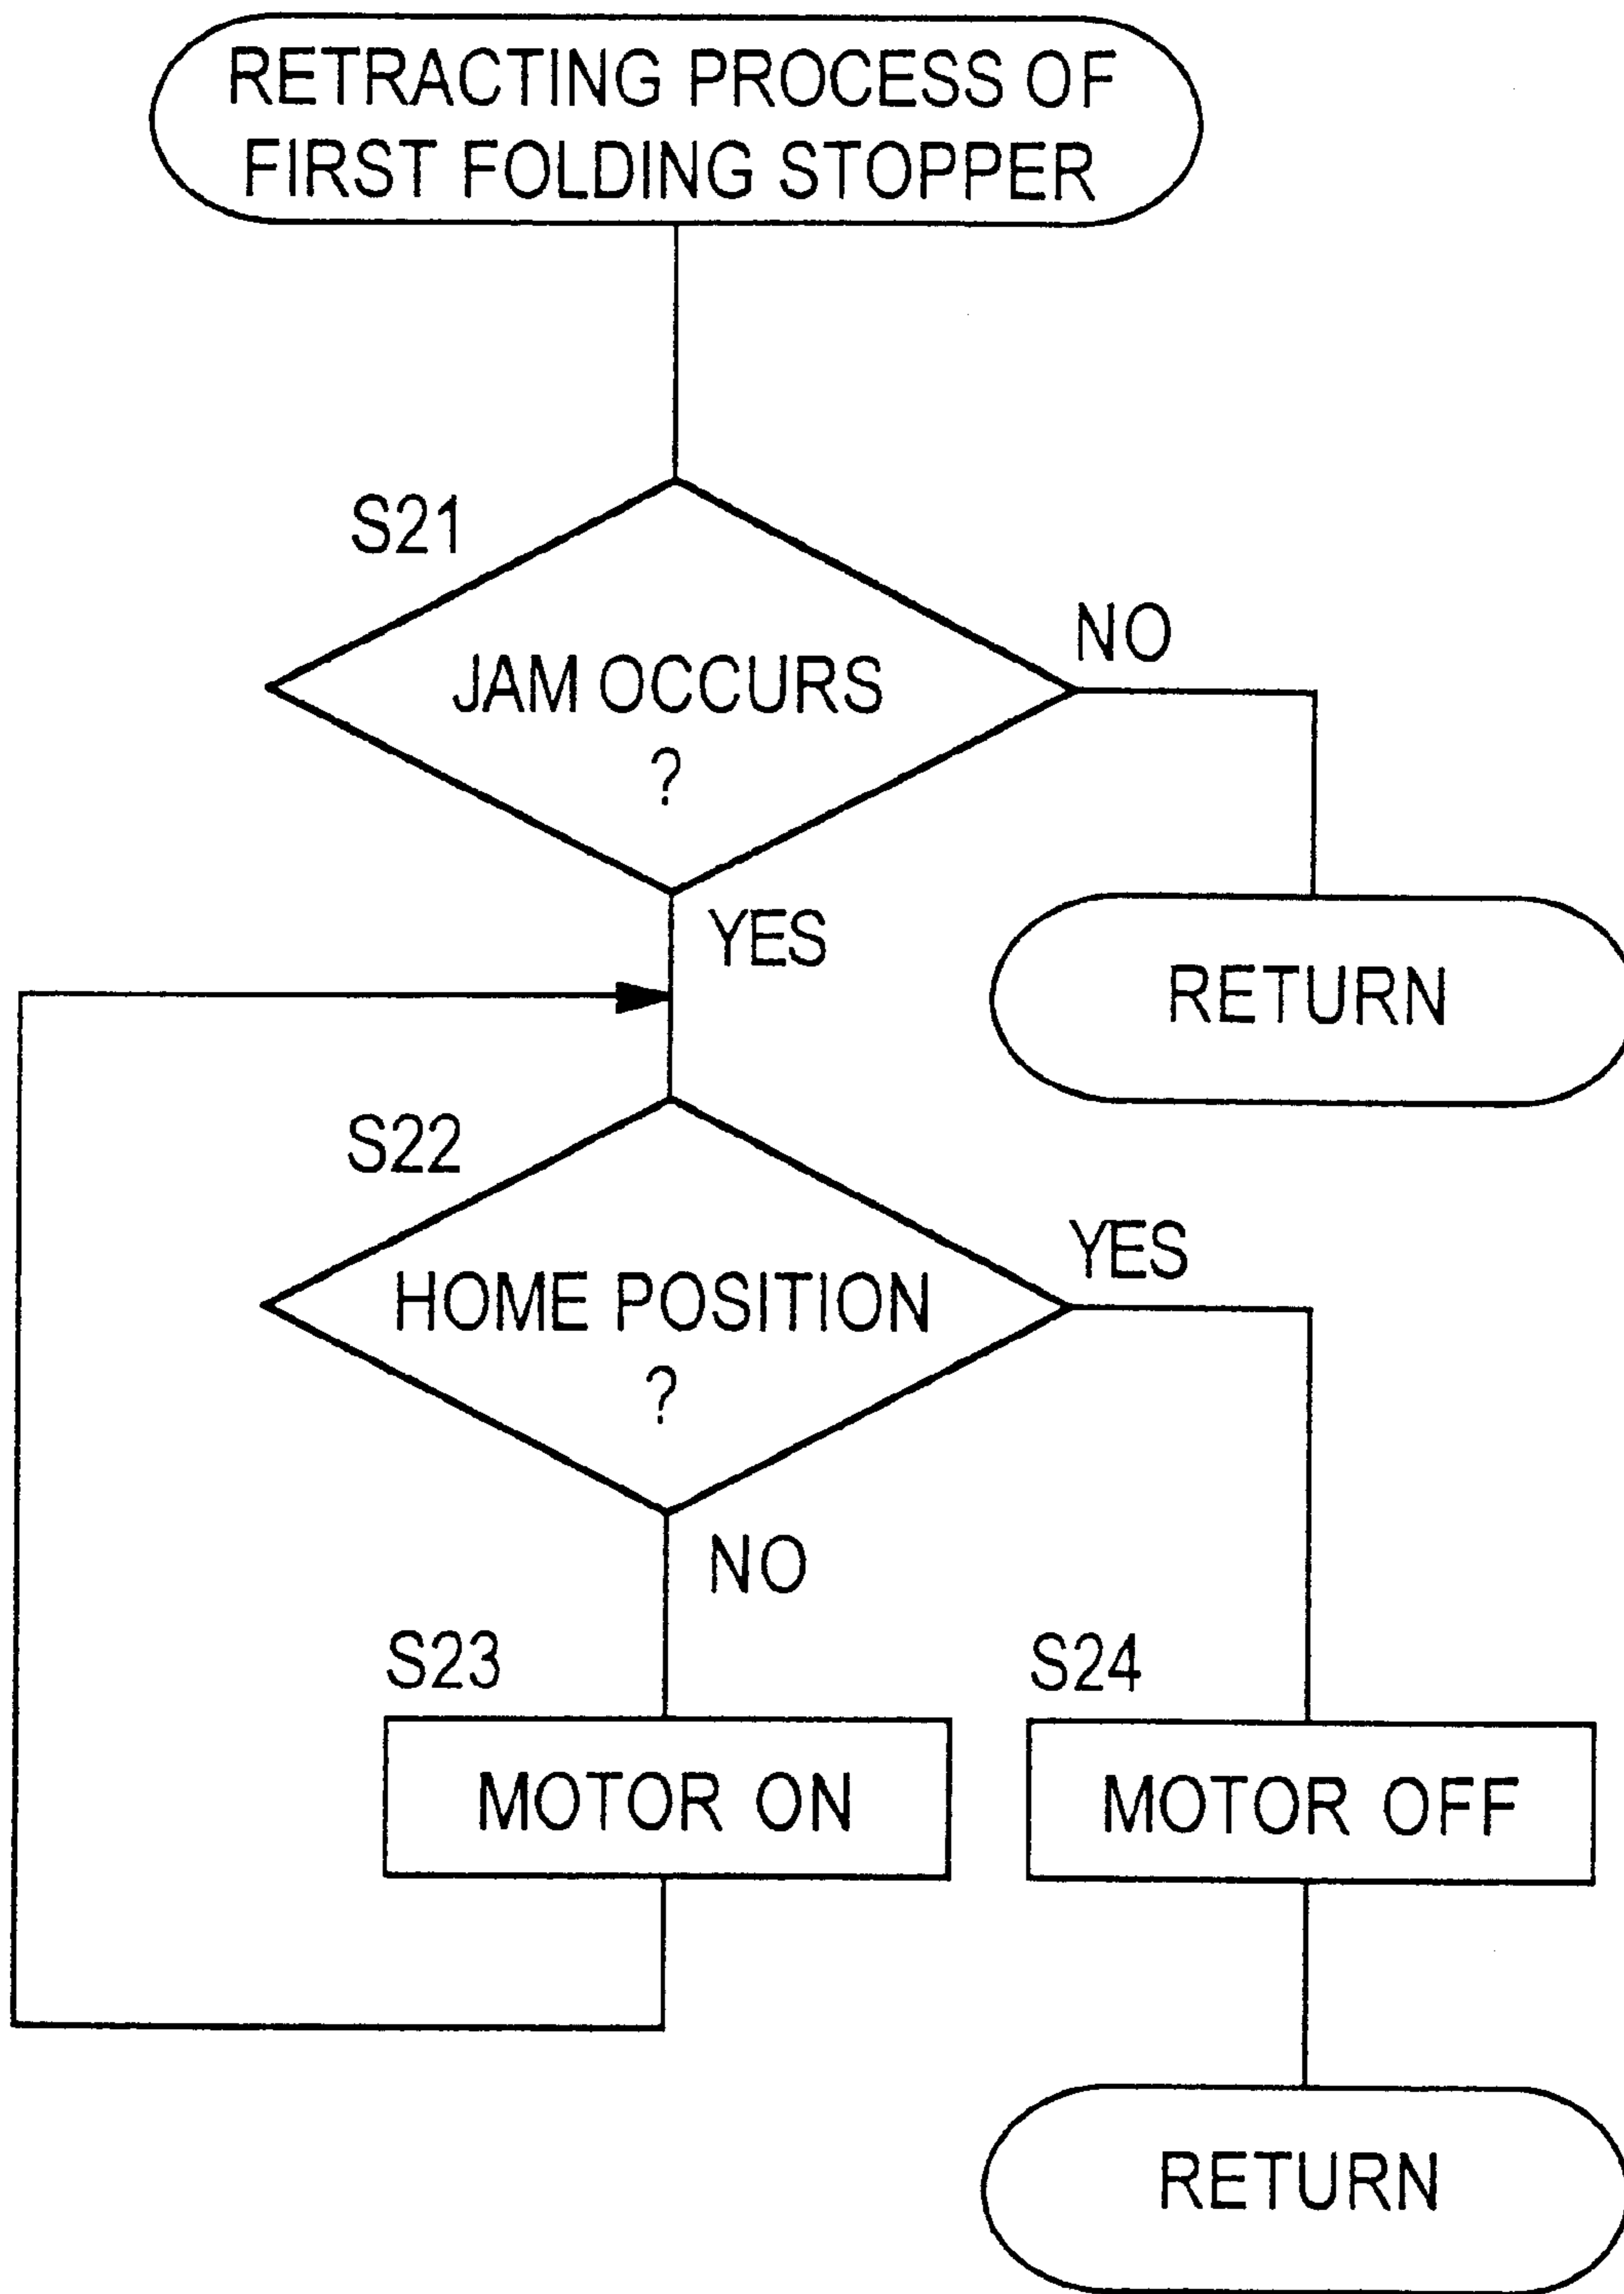 RETRACTING PROCESS OF
FIRST FOLDING STOPPER
S21
JAM OCCURS
?
NO
YES
RETURN
S22
HOME POSITION
?
YES
NO
S23
MOTOR ON
S24
MOTOR OFF
RETURN